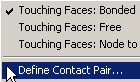 Touching Faces: Bonded
Touching Faces: Free
Touching Faces: Node to
Define Contact Pair...